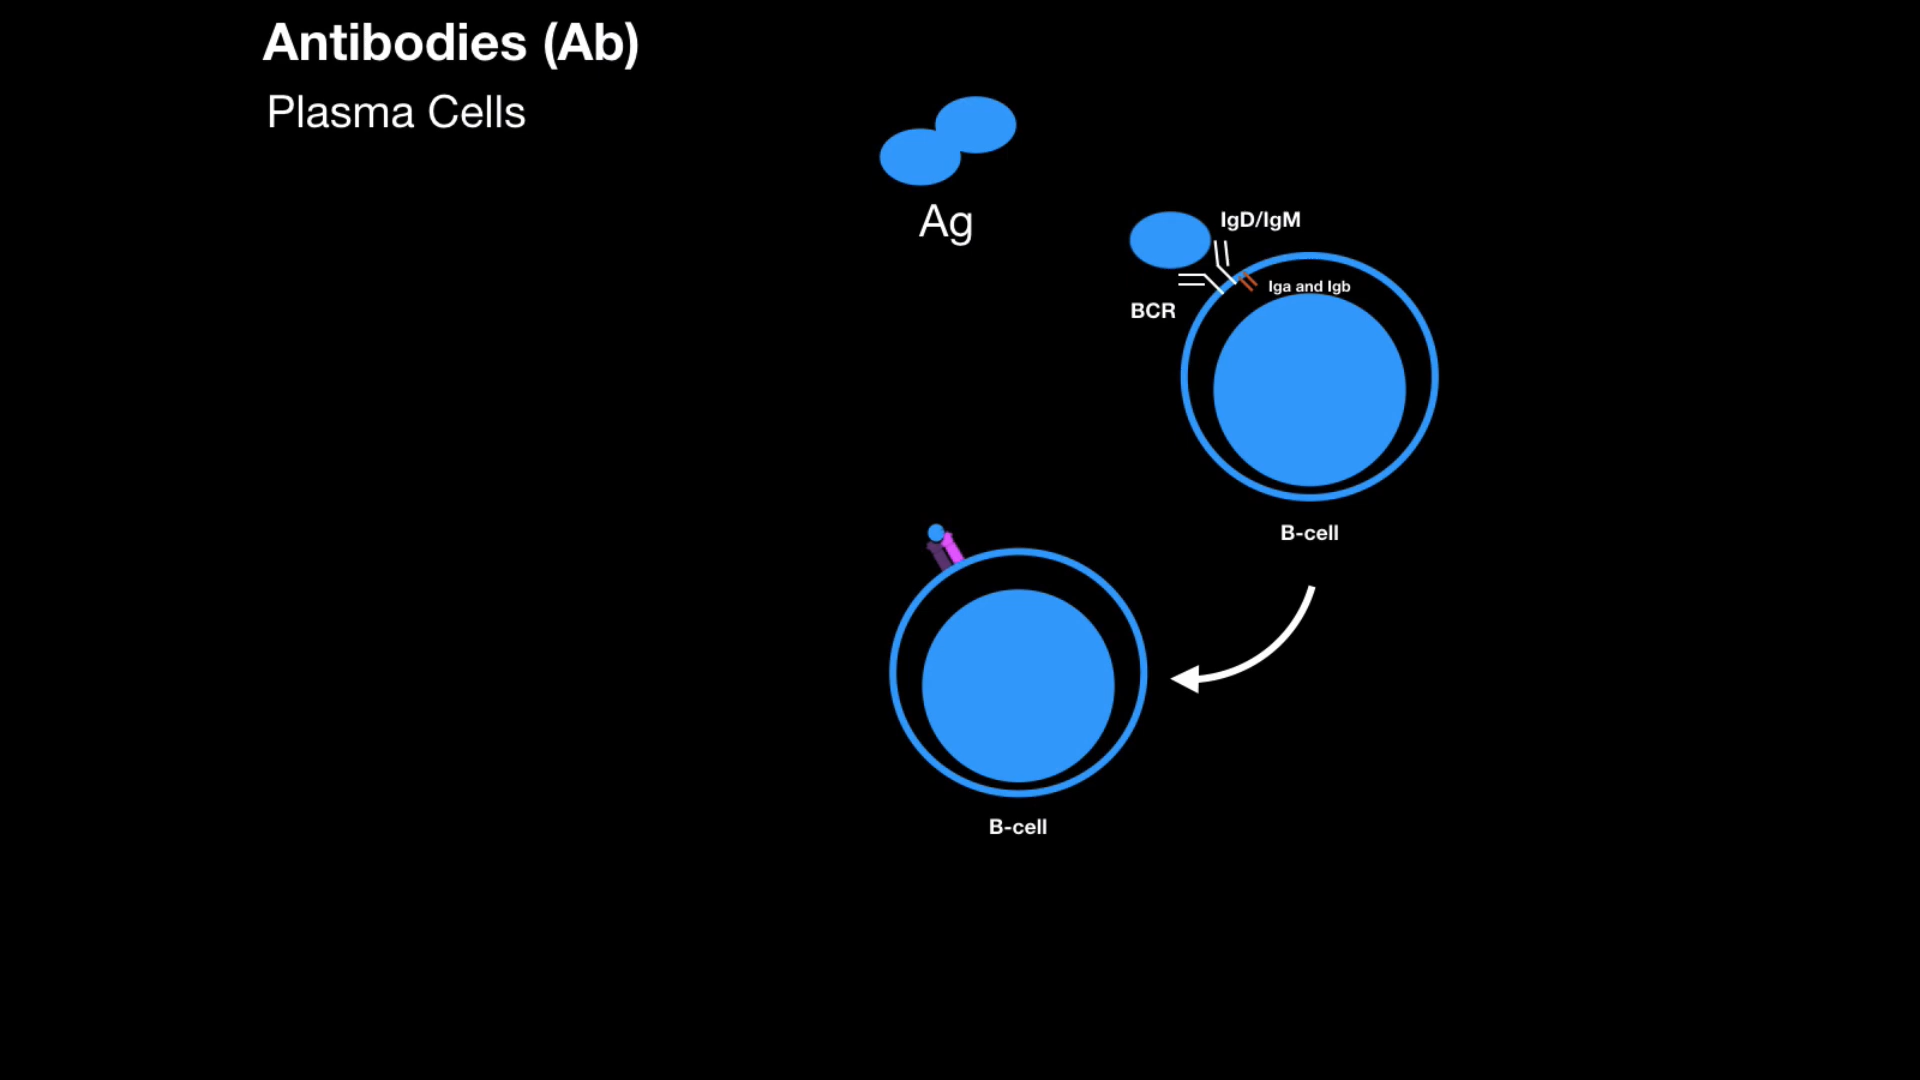 Antibodies (Ab)
Plasma Cells
Ag
IgD/IgM
Iga and Igb
BCR
B-cell
B-cell